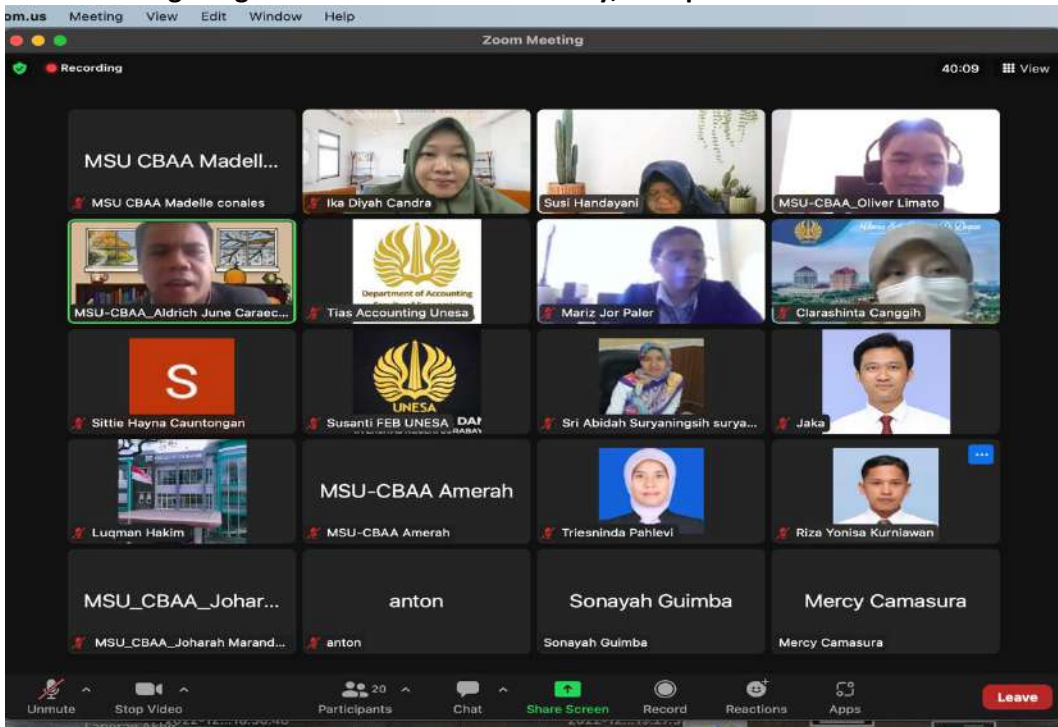 om.us Meeting View Edit Window Help
Zoom Meeting
Recording 40:09 View
MSU CBAA Madell...
MSU CBAA Madelle conales
Ika Diyah Candra
Susi Handayani
MSU-CBAA_Oliver Limato
MSU-CBAA_Aldrich June Caraec...
Department of Accounting
Tias Accounting Unesa
Mariz Jor Paler
Clarashinta Canggih
S
Sittie Hayna Cauntongan
UNESA
Susanti FEB UNESA
Sri Abidah Suryaningsih surya...
Jaka
Luqman Hakim
MSU-CBAA Amerah
MSU-CBAA Amerah
Triesninda Pahlevi
Riza Yonisa Kurniawan
MSU_CBAA_Johar...
MSU_CBAA_Joharah Marand...
anton
anton
Sonayah Guimba
Sonayah Guimba
Mercy Camasura
Mercy Camasura
Unmute Stop Video Participants 20 Chat Share Screen Record Reactions Apps Leave